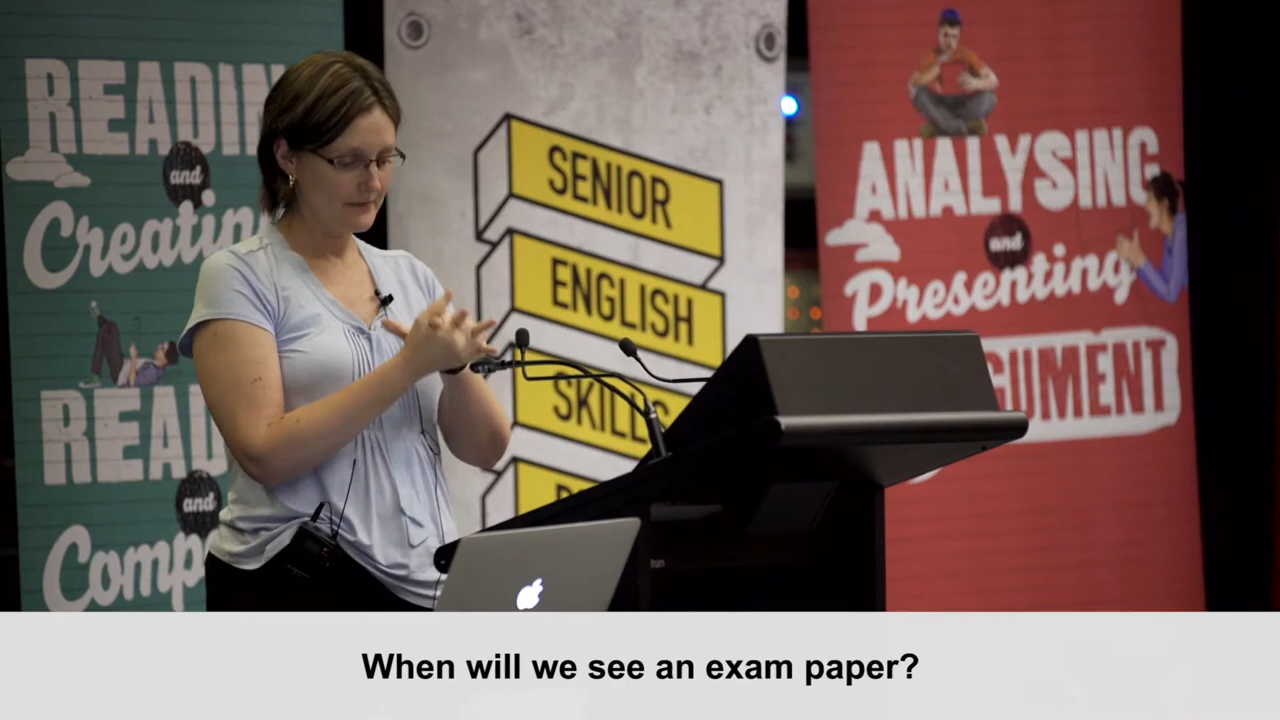 READIN
and
Creatin
READ
and
Comp
SENIOR
ENGLISH
SKILLS
ANALYSING
and
Presenting
GUMENT
When will we see an exam paper?